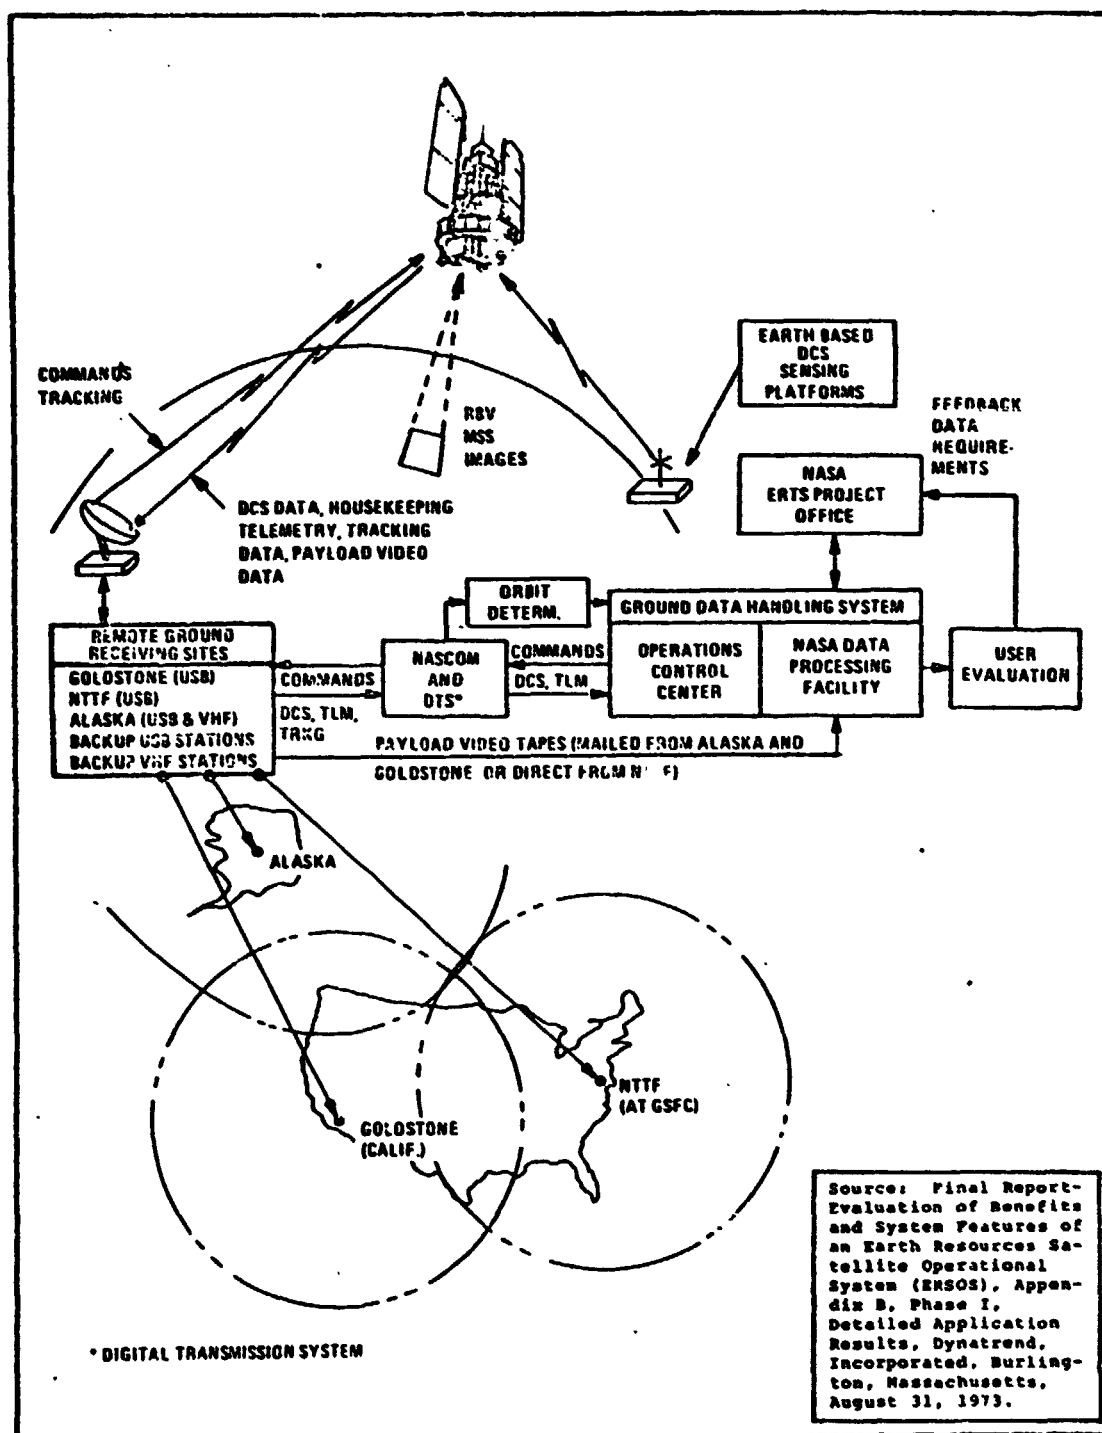 COMMANDS
TRACKING
RBV
MSS
IMAGES
EARTH BASED
DCS
SENSING
PLATFORMS
FEEDBACK
DATA
REQUIRE-
MENTS
NASA
ERTS PROJECT
OFFICE
DCS DATA, HOUSEKEEPING
TELEMETRY, TRACKING
DATA, PAYLOAD VIDEO
DATA
ORBIT
DETERM.
GROUND DATA HANDLING SYSTEM
OPERATIONS
CONTROL
CENTER
NASA DATA
PROCESSING
FACILITY
USER
EVALUATION
REMOTE GROUND
RECEIVING SITES
GOLDSTONE (USB)
NTTF (USB)
ALASKA (USB & VHF)
BACKUP USB STATIONS
BACKUP VHF STATIONS
COMMANDS
DCS, TLM,
TRKG
NASCOM
AND
DTS*
COMMANDS
DCS, TLM
PAYLOAD VIDEO TAPES (MAILED FROM ALASKA AND
GOLDSTONE OR DIRECT FROM
ALASKA
GOLDSTONE
(CALIF.)
NTTF
(AT GSFC)
* DIGITAL TRANSMISSION SYSTEM
Source: Final Report-
Evaluation of Benefits
and System Features of
an Earth Resources Sa-
tellite Operational
System (ERSOS), Appen-
dix B, Phase I,
Detailed Application
Results, Dynatrend,
Incorporated, Burling-
ton, Massachusetts,
August 31, 1973.